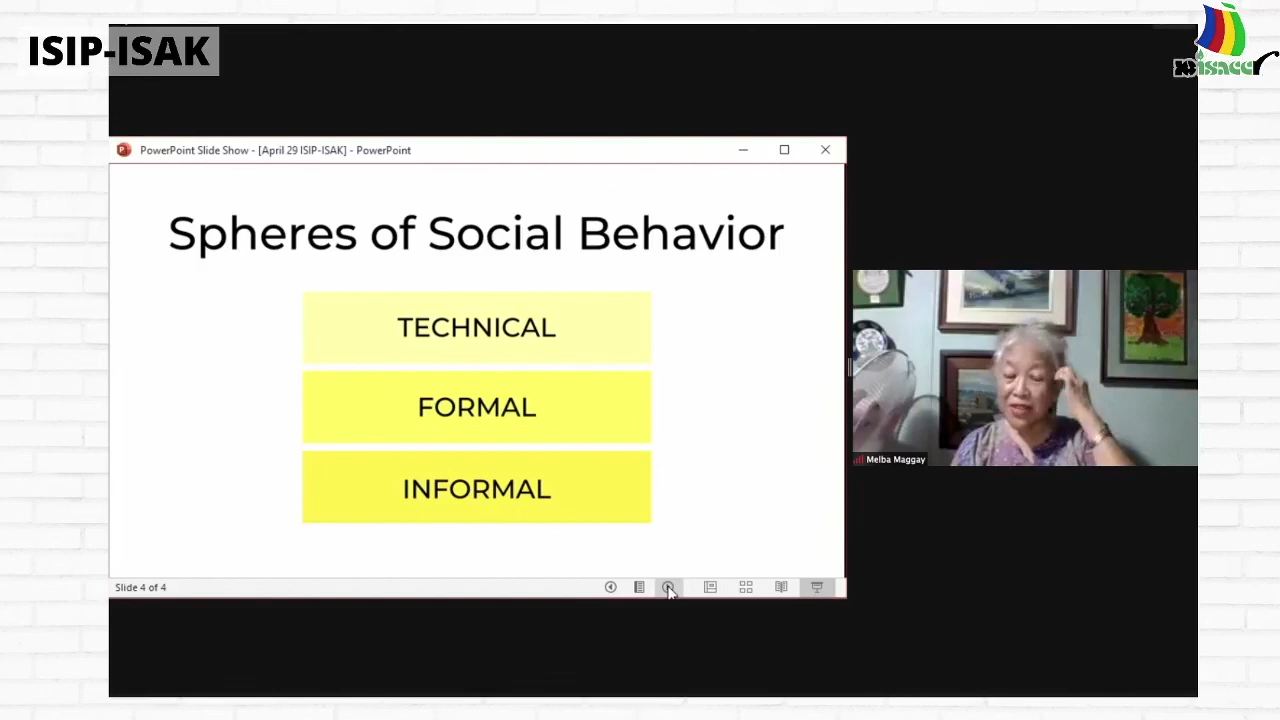 ISIP-ISAK
isaccr
PowerPoint Slide Show - [April 29 ISIP-ISAK] - PowerPoint
Spheres of Social Behavior
TECHNICAL
FORMAL
INFORMAL
Melba Maggay
Slide 4 of 4